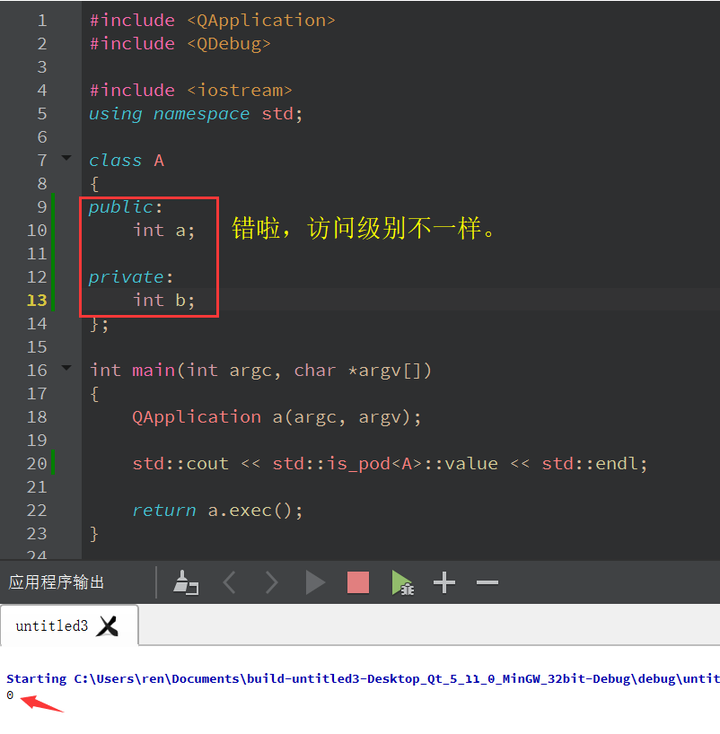 1 #include <QApplication>
2 #include <QDebug>
3
4 #include <iostream>
5 using namespace std;
6
7 class A
8 {
9 public:
10 int a;
错啦，访问级别不一样。
11
12 private:
13 int b;
14 };
15
16 int main(int argc, char *argv[])
17 {
18 QApplication a(argc, argv);
19
20 std::cout << std::is_pod<A>::value << std::endl;
21
22 return a.exec();
23 }
24
应用程序输出
untitled3
Starting C:\Users\ren\Documents\build-untitled3-Desktop_Qt_5_11_0_MinGW_32bit-Debug\debug\untit
0